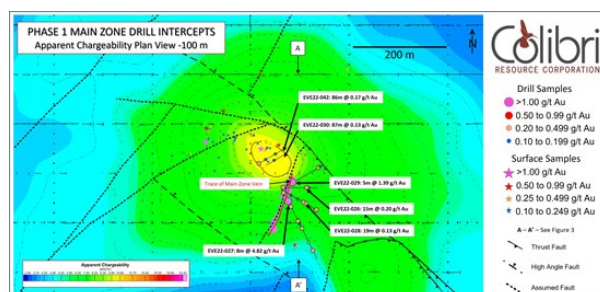 PHASE 1 MAIN ZONE DRILL INTERCEPTS
Apparent Chargeability Plan View -100 m
A
200 m
N
Colibri
RESOURCE CORPORATION
EVE22-042: 86m @ 0.17 g/t Au
EVE22-030: 87m @ 0.13 g/t Au
Trace of Main Zone Vein
EVE22-029: 5m @ 1.39 g/t Au
EVE22-026: 15m @ 0.20 g/t Au
EVE22-028: 19m @ 0.13 g/t Au
EVE22-027: 8m @ 4.82 g/t Au
A'
Apparent Chargeability
Drill Samples
>1.00 g/t Au
0.50 to 0.99 g/t Au
0.20 to 0.499 g/t Au
0.10 to 0.199 g/t Au
Surface Samples
>1.00 g/t Au
0.50 to 0.99 g/t Au
0.25 to 0.499 g/t Au
0.10 to 0.249 g/t Au
A – A' – See Figure 3
Thrust Fault
High Angle Fault
Assumed Fault